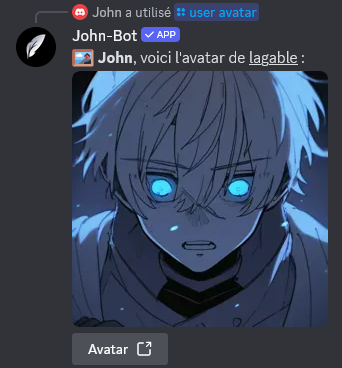 John a utilisé user avatar
John-Bot APP
John, voici l'avatar de lagable :
Avatar